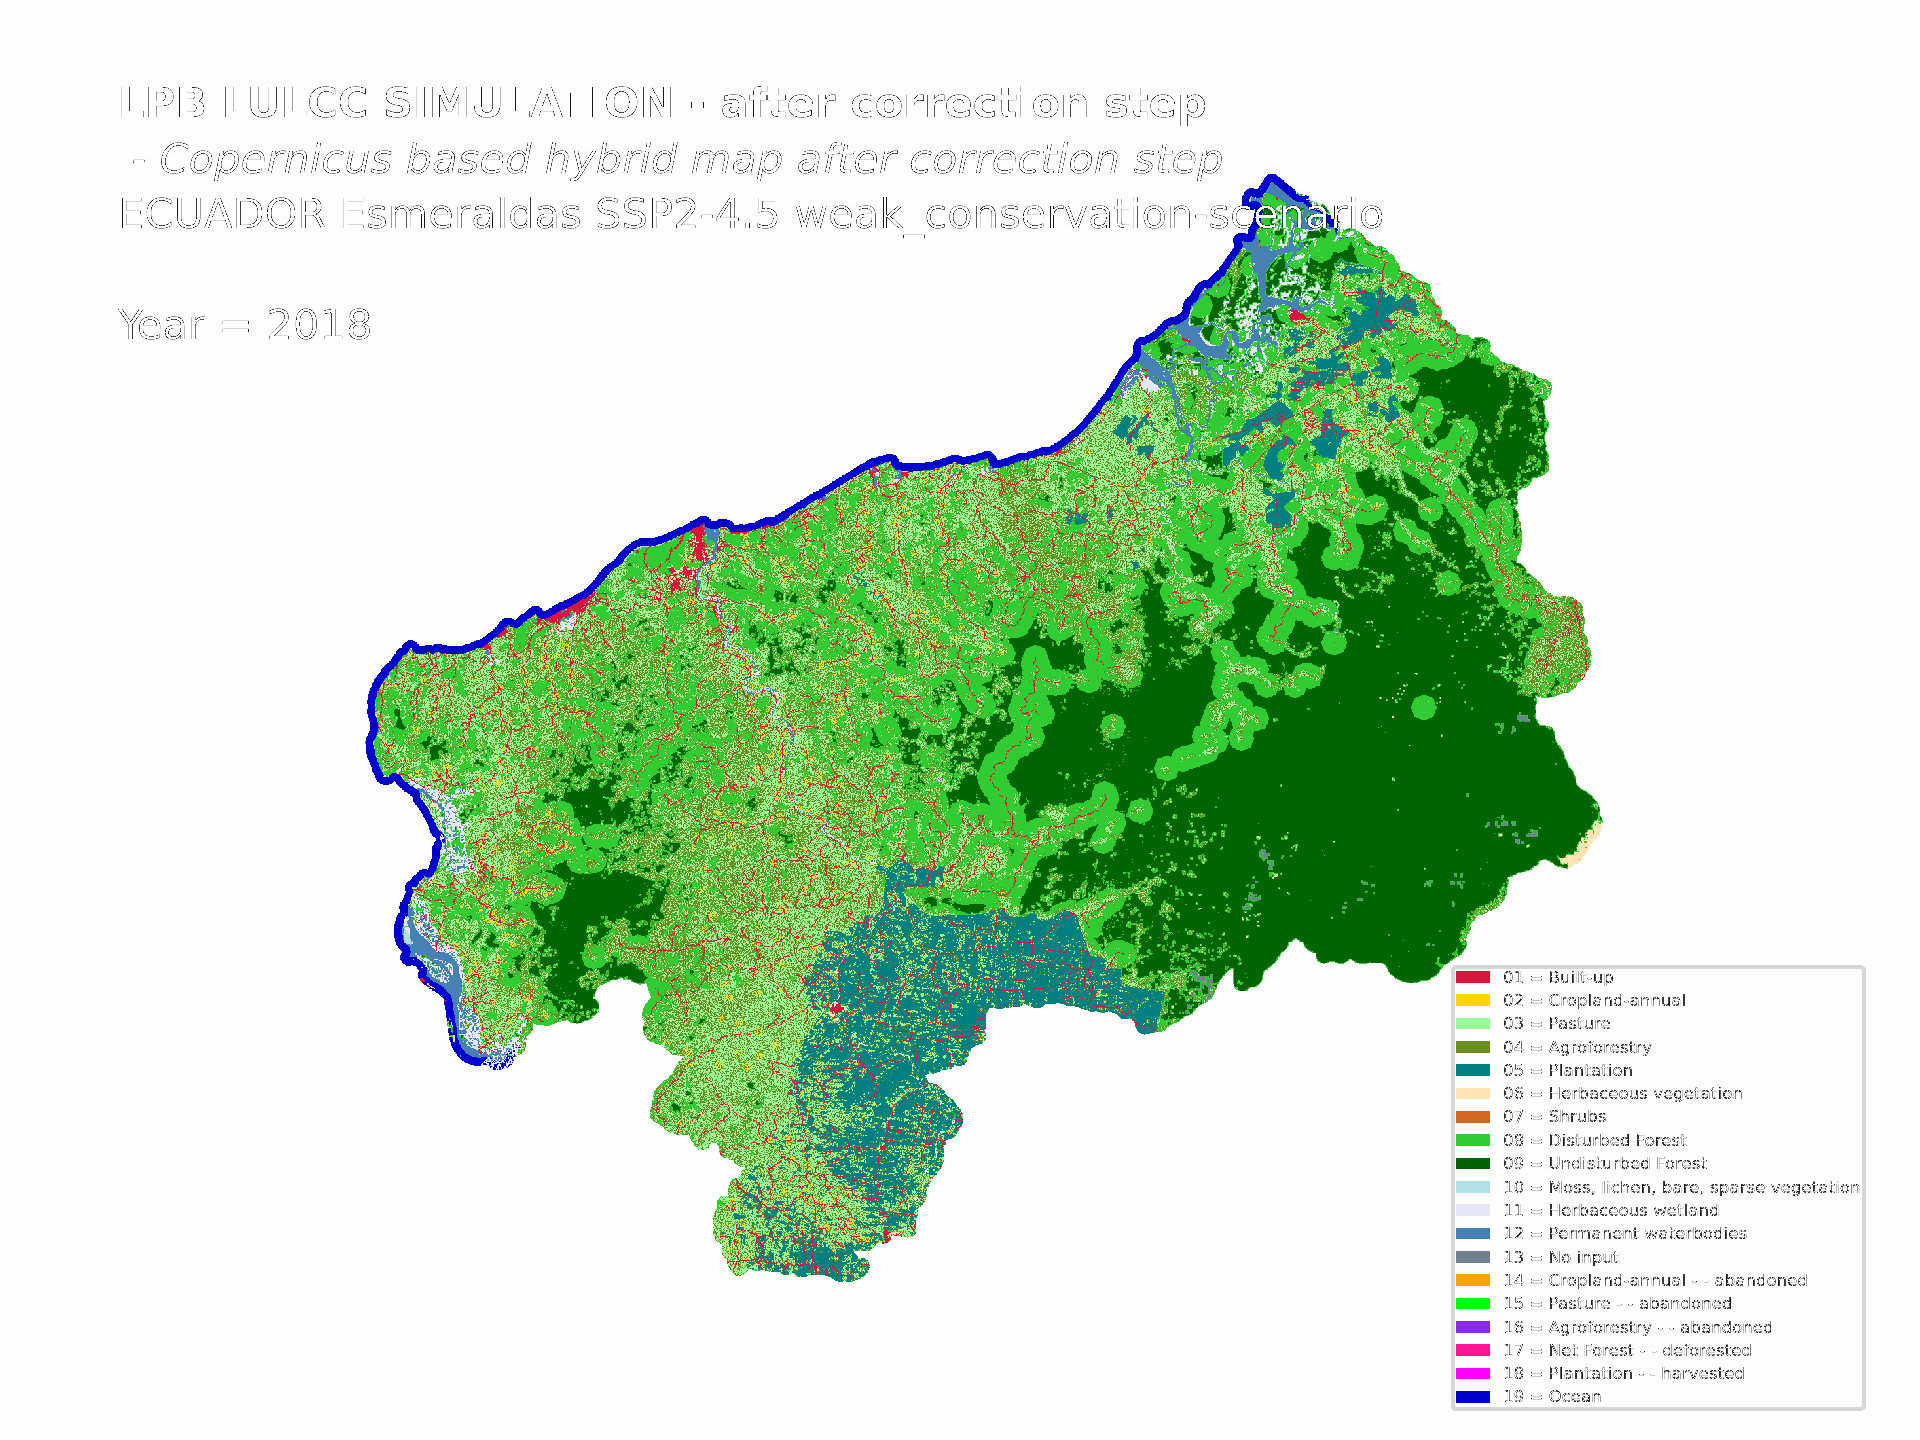 LPB LULCC SIMULATION -- after correction step
- Copernicus based hybrid map after correction step
ECUADOR Esmeraldas SSP2-4.5 weak_conservation-scenario
Year = 2018
01 = Built-up
02 = Cropland-annual
03 = Pasture
04 = Agroforestry
05 = Plantation
06 = Herbaceous vegetation
07 = Shrubs
08 = Disturbed Forest
09 = Undisturbed Forest
10 = Moss, lichen, bare, sparse vegetation
11 = Herbaceous wetland
12 = Permanent waterbodies
13 = No input
14 = Cropland-annual -- abandoned
15 = Pasture -- abandoned
16 = Agroforestry -- abandoned
17 = Net Forest -- deforested
18 = Plantation -- harvested
19 = Ocean